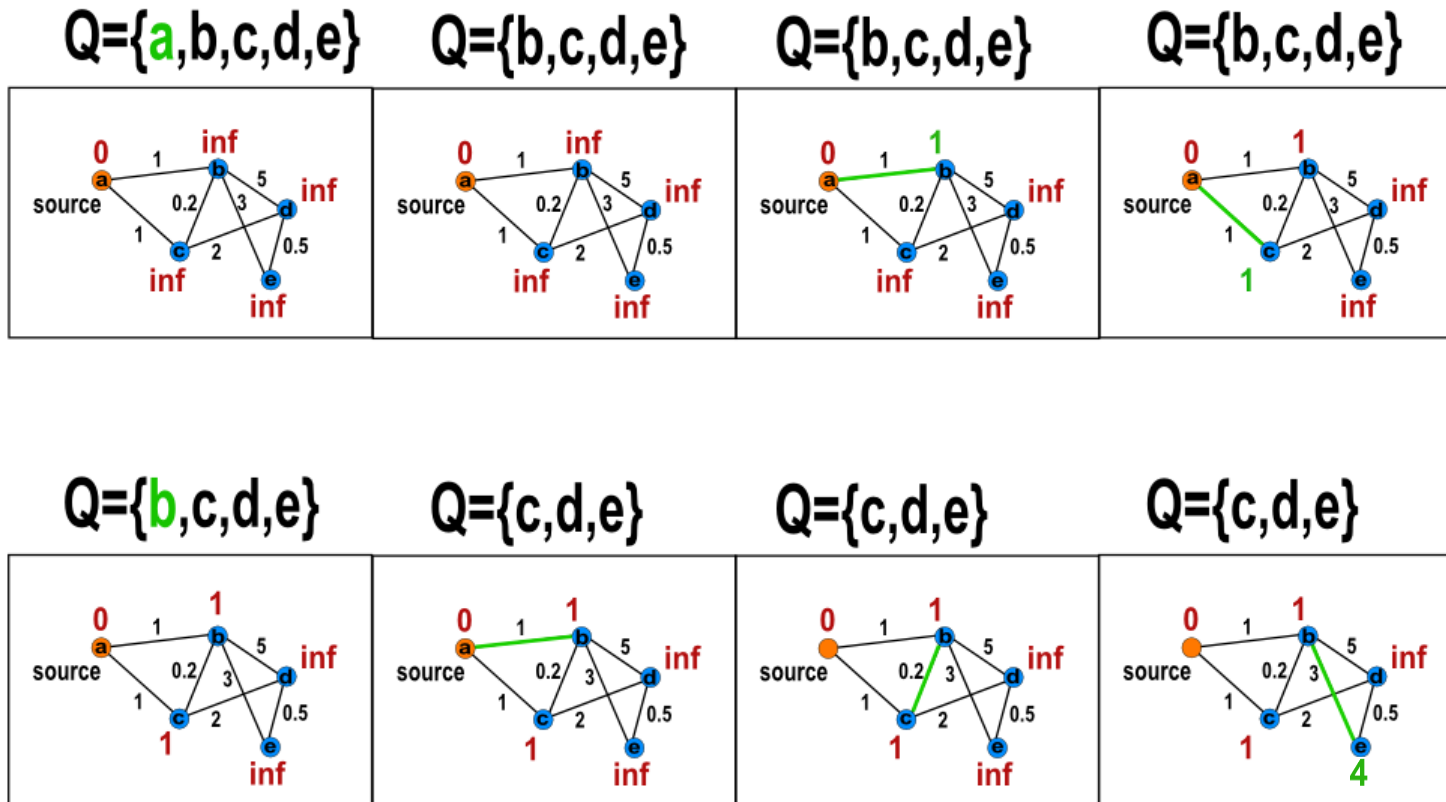 Q={a,b,c,d,e} Q={b,c,d,e} Q={b,c,d,e} Q={b,c,d,e}
0 1 inf a b 5 inf source 0.2 3 d 1 c 2 0.5 inf e inf
0 1 inf a b 5 inf c 0.2 3 d 1 2 0.5 inf e inf
0 1 1 a b 5 inf source 0.2 3 d 1 c 2 0.5 inf e inf
0 1 1 a b 5 inf source 0.2 3 d 1 c 2 0.5 1 e inf
Q={b,c,d,e} Q={c,d,e} Q={c,d,e} Q={c,d,e}
0 1 1 a b 5 inf source 0.2 3 d 1 c 2 0.5 1 e inf
0 1 1 a b 5 inf 0.2 3 d 1 c 2 0.5 1 e inf
0 1 1 b 5 inf source 0.2 3 d 1 c 2 0.5 1 e inf
0 1 1 b 5 inf source 0.2 3 d 1 c 2 0.5 1 e 4